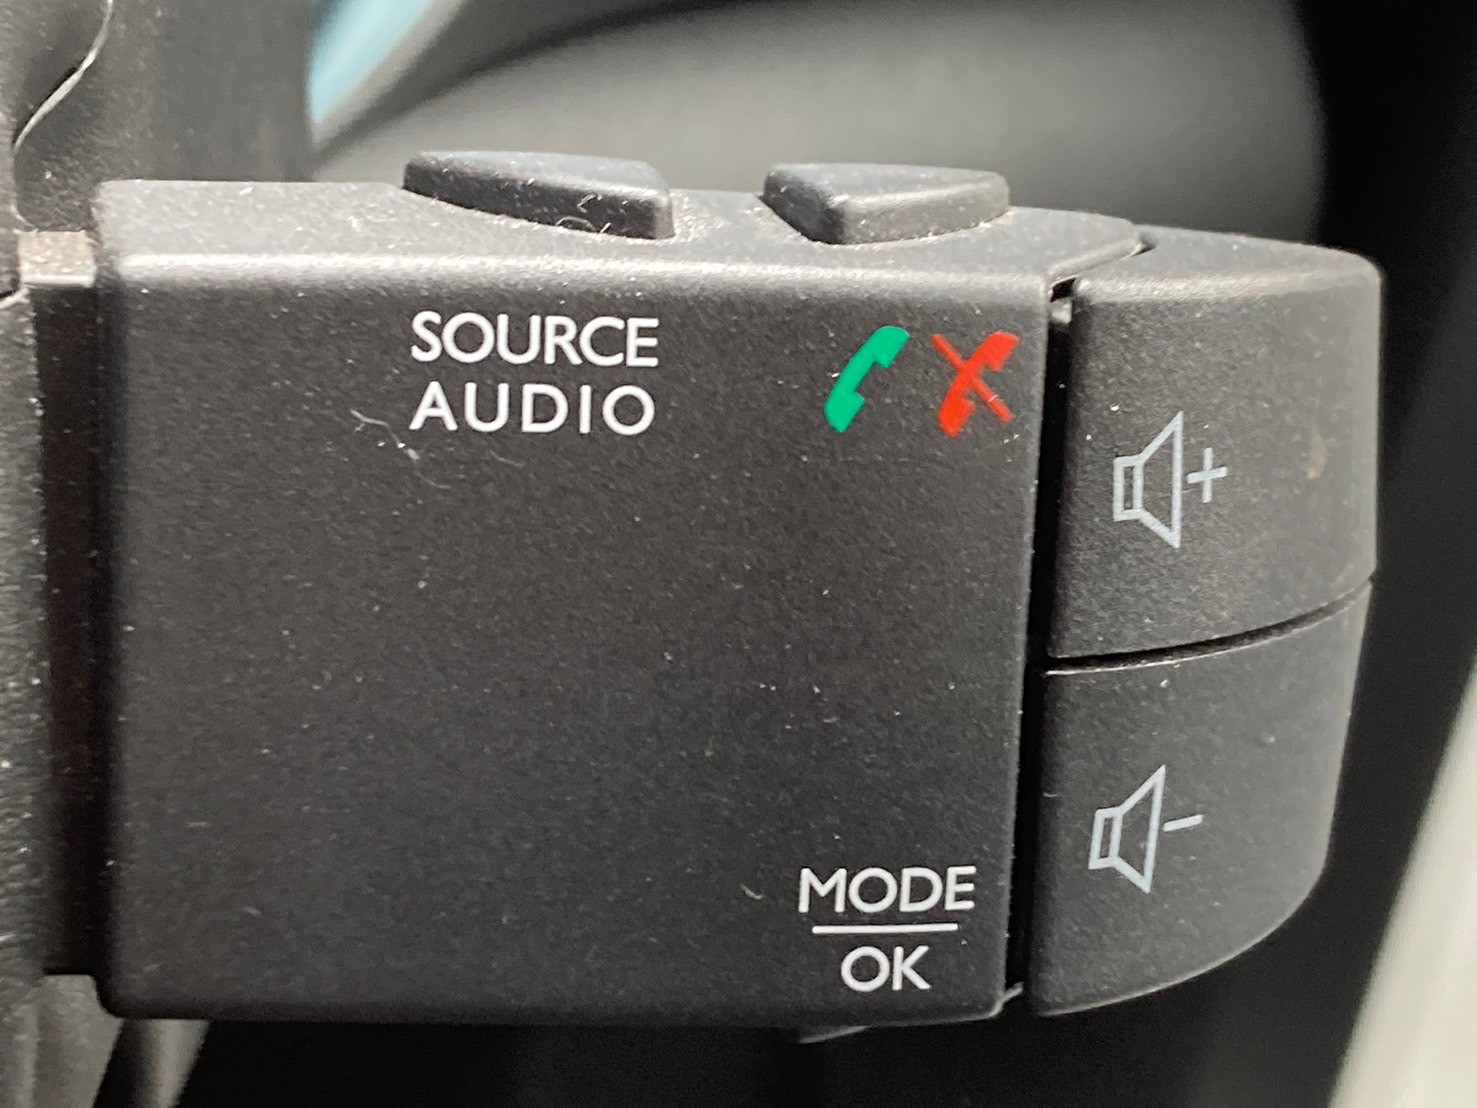 SOURCE
AUDIO
+
-
MODE
OK